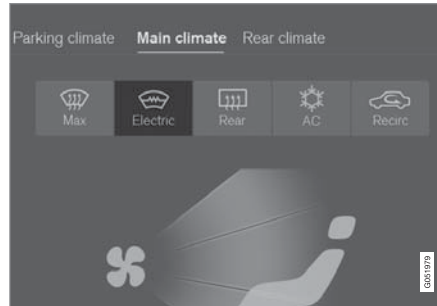 Parking climate Main climate Rear climate
Max Electric Rear AC Recirc
G051979